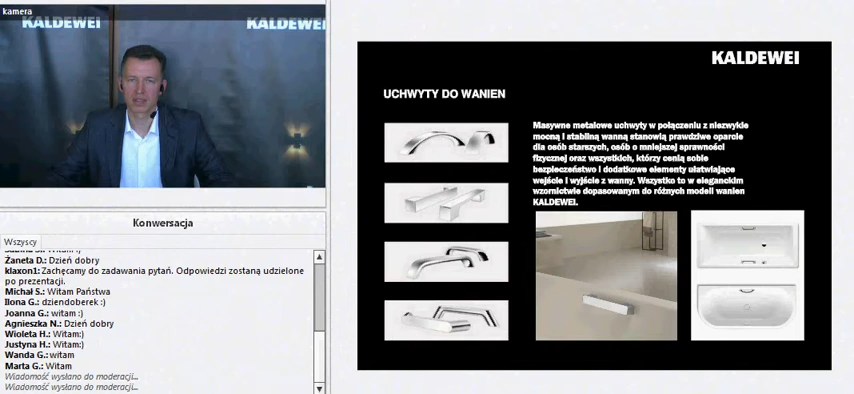 kamera
KALDEWEI
KALDEWEI
Konwersacja
Wszyscy
Żaneta D.: Dzień dobry
klaxon1: Zachęcamy do zadawania pytań. Odpowiedzi zostaną udzielone
po prezentacji.
Michał S.: Witam Państwa
Ilona G.: dziendoberek :)
Joanna G.: witam :)
Agnieszka N.: Dzień dobry
Wioleta H.: Witam:)
Justyna H.: Witam:)
Wanda G.: witam
Marta G.: Witam
Wiadomość wysłano do moderacji...
Wiadomość wysłano do moderacji...
KALDEWEI
UCHWYTY DO WANIEN
Masywne metalowe uchwyty w połączeniu z niezwykle
mocną i stabilną wanną stanowią prawdziwe oparcie
dla osób starszych, osób o mniejszej sprawności
fizycznej oraz wszystkich, którzy cenią sobie
bezpieczeństwo i dodatkowe elementy ułatwiające
wejście i wyjście z wanny. Wszystko to w eleganckim
wzornictwie dopasowanym do różnych modeli wanien
KALDEWEI.